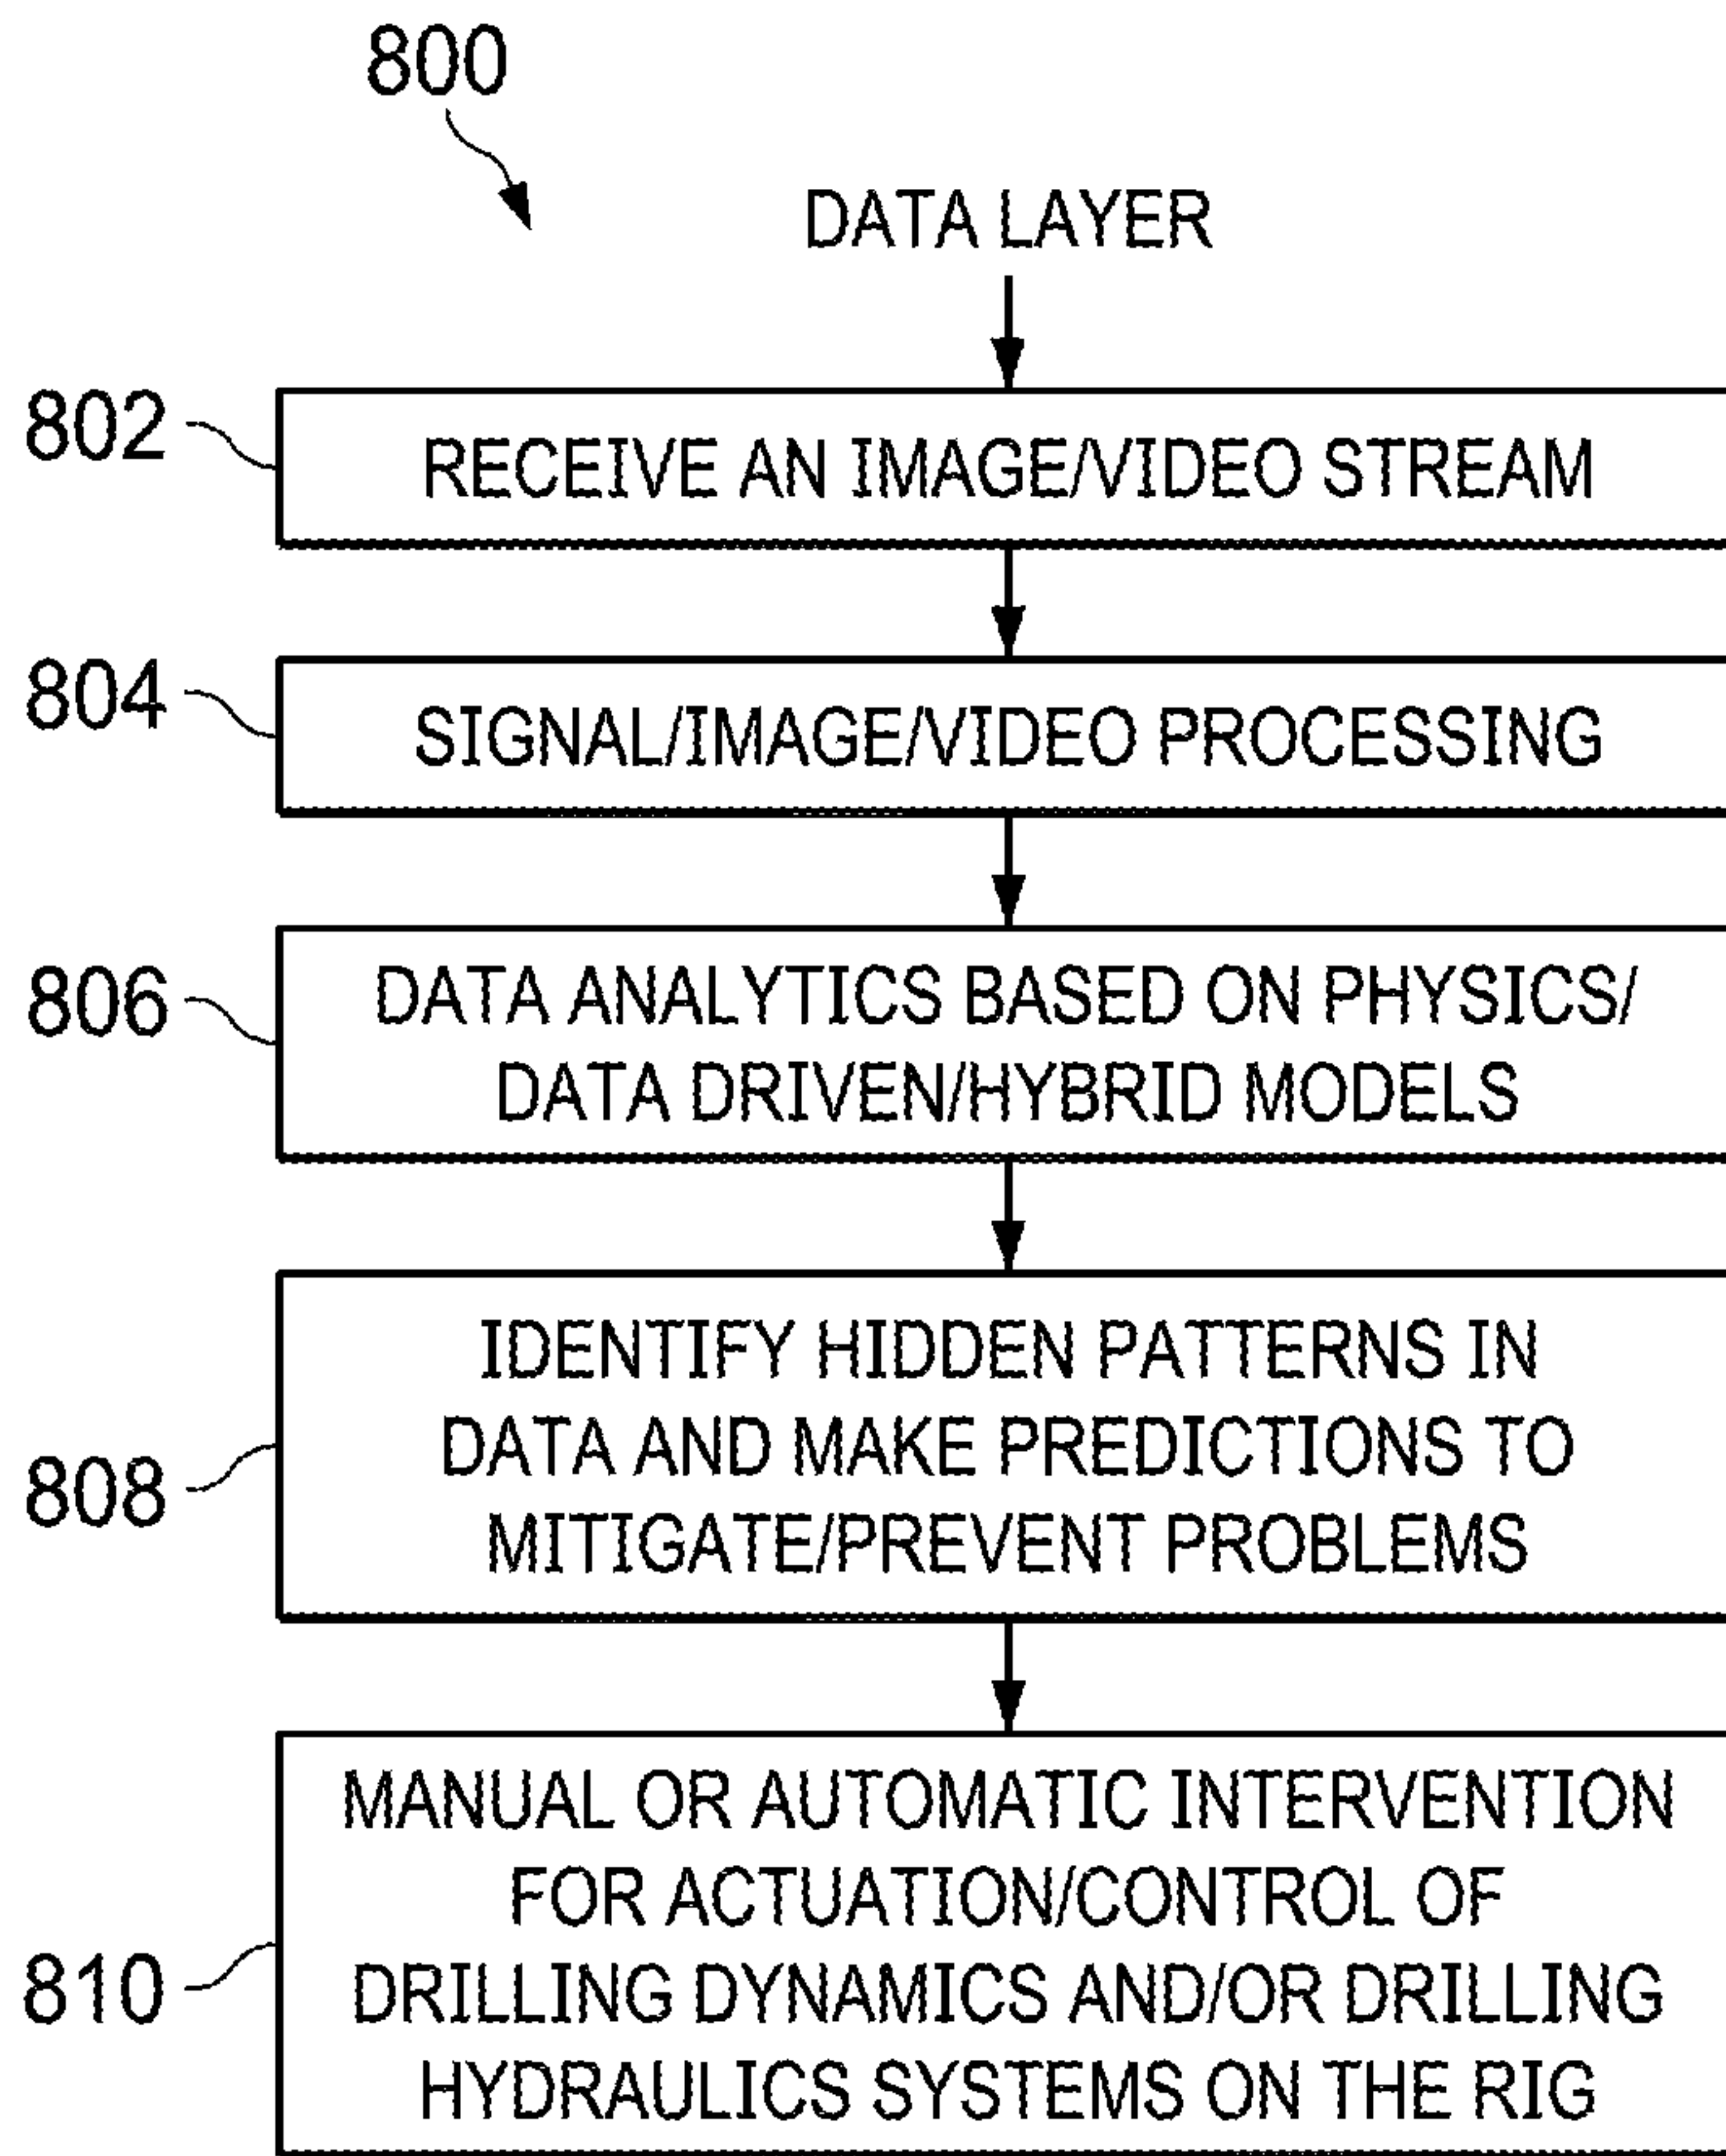 800
DATA LAYER
802
RECEIVE AN IMAGE/VIDEO STREAM
804
SIGNAL/IMAGE/VIDEO PROCESSING
806
DATA ANALYTICS BASED ON PHYSICS/
DATA DRIVEN/HYBRID MODELS
808
IDENTIFY HIDDEN PATTERNS IN
DATA AND MAKE PREDICTIONS TO
MITIGATE/PREVENT PROBLEMS
810
MANUAL OR AUTOMATIC INTERVENTION
FOR ACTUATION/CONTROL OF
DRILLING DYNAMICS AND/OR DRILLING
HYDRAULICS SYSTEMS ON THE RIG